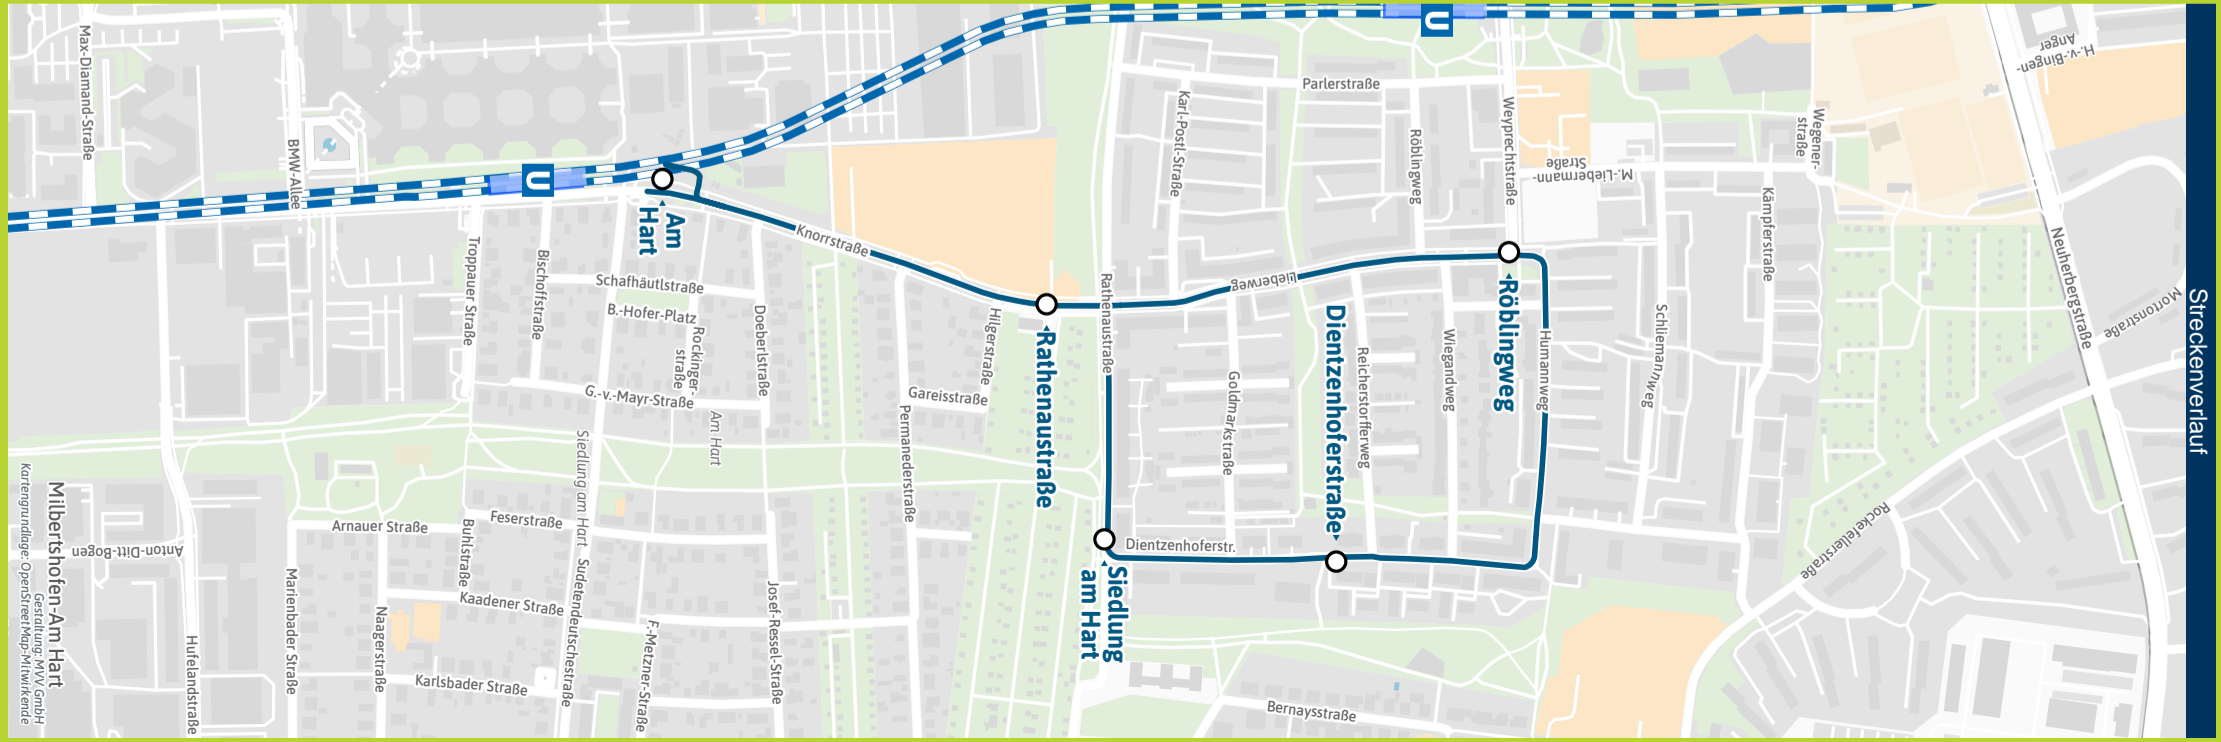 Streckenverlauf
Max-Diamand-Straße
BMW-Allee
U
U
Am
Hart
Knorrstraße
Troppauer Straße
Bischoffstraße
Schafhäutlstraße
B.-Hofer-Platz
Rockinger-
straße
Doeberlstraße
G.-v.-Mayr-Straße
Am Hart
Hilgerstraße
Gareisstraße
Permanederstraße
Rathenaustraße
Rathenaustraße
Karl-Postl-Straße
Parlerstraße
Röblingweg
Weyprechtstraße
M.-Liebermann-
Straße
Wegener-
straße
Kämpferstraße
H.-v.-Bingen-
Anger
Neuherbergstraße
Mortonstraße
Lieberweg
Röblingweg
Dientzenhoferstraße
Goldmarkstraße
Reicherstorfferweg
Wiegandweg
Humannweg
Schliemannweg
Rockefellerstraße
Dientzenhoferstr.
Siedlung
am Hart
Bernaysstraße
Siedlung am Hart
Sudetendeutschestraße
Feserstraße
Arnauer Straße
Buhlstraße
Kaadener Straße
Marienbader Straße
Naagerstraße
Karlsbader Straße
F.-Metzner-Straße
Josef-Ressel-Straße
Hufelandstraße
Anton-Ditt-Bogen
Milbertshofen-Am Hart
Gestaltung: MVV GmbH
Kartengrundlage: OpenStreetMap-Mitwirkende